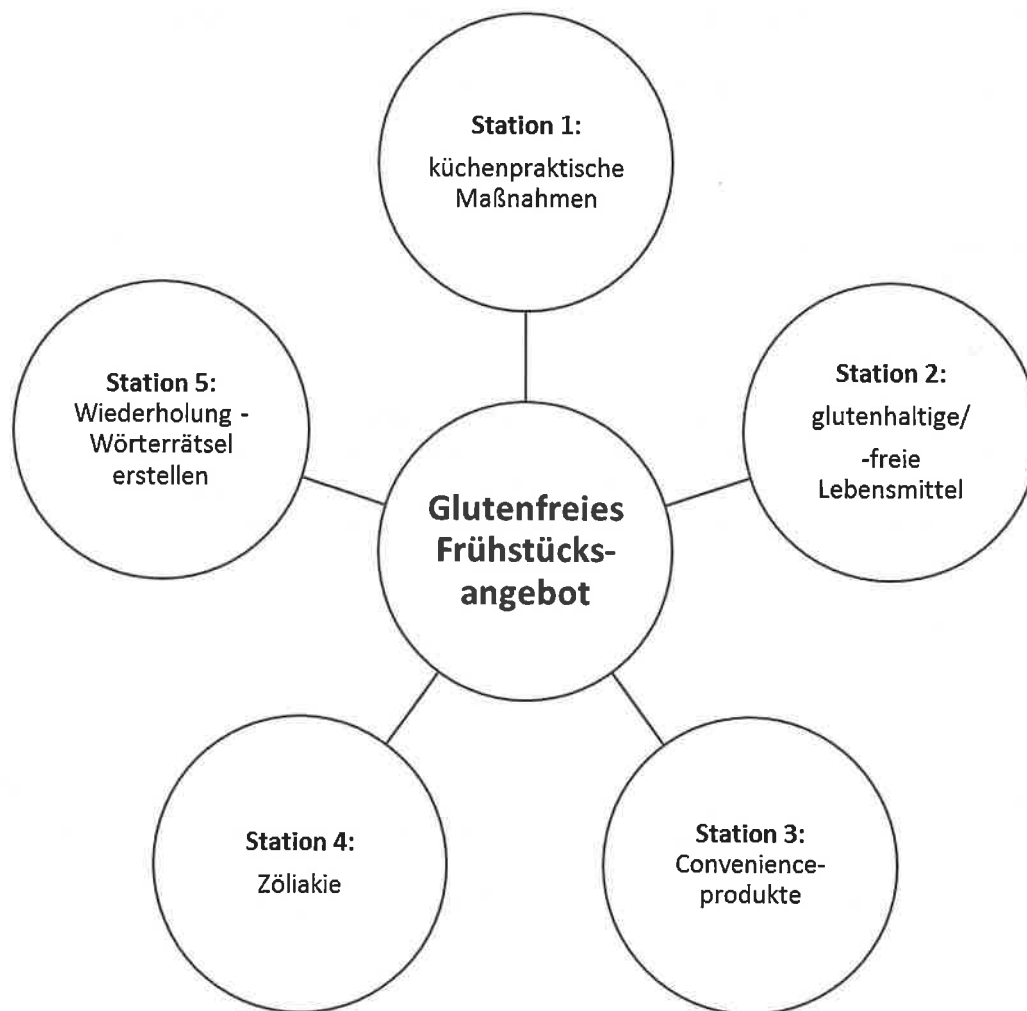 Station 1:
küchenpraktische
Maßnahmen
Station 5:
Wiederholung -
Wörterrätsel
erstellen
Station 2:
glutenhaltige/
-freie
Lebensmittel
Glutenfreies
Frühstücks-
angebot
Station 4:
Zöliakie
Station 3:
Convenience-
produkte